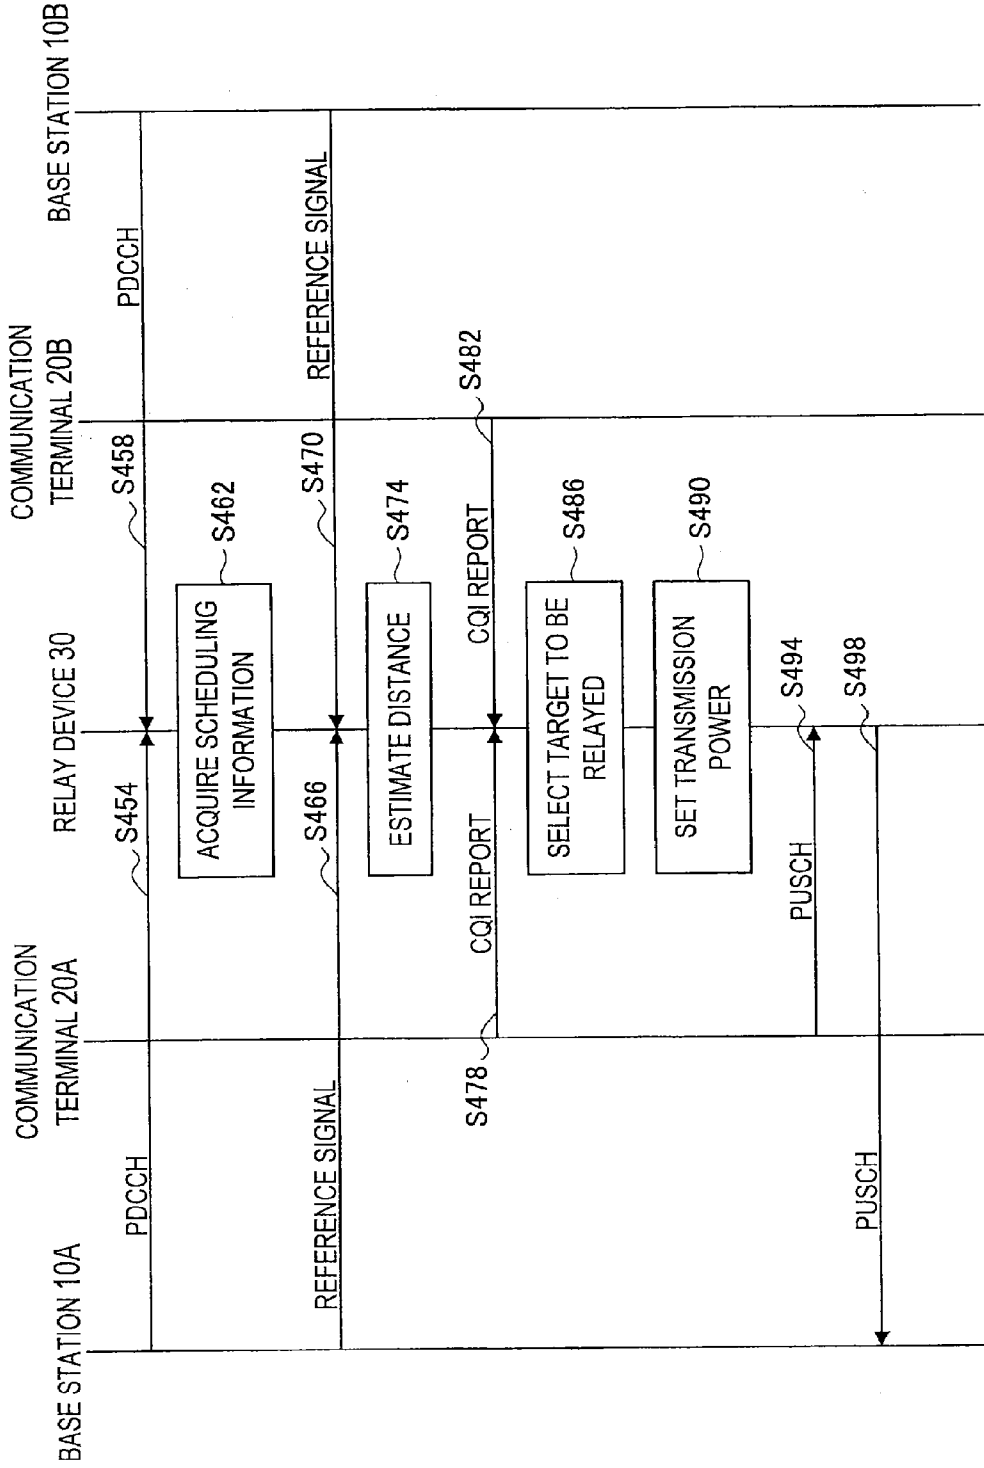 BASE STATION 10A
COMMUNICATION
TERMINAL 20A
RELAY DEVICE 30
COMMUNICATION
TERMINAL 20B
BASE STATION 10B
PDCCH
S454
S458
PDCCH
ACQUIRE SCHEDULING
INFORMATION
S462
REFERENCE SIGNAL
S466
S470
REFERENCE SIGNAL
ESTIMATE DISTANCE
S474
S478
CQI REPORT
CQI REPORT
S482
SELECT TARGET TO BE
RELAYED
S486
SET TRANSMISSION
POWER
S490
PUSCH
S494
PUSCH
S498